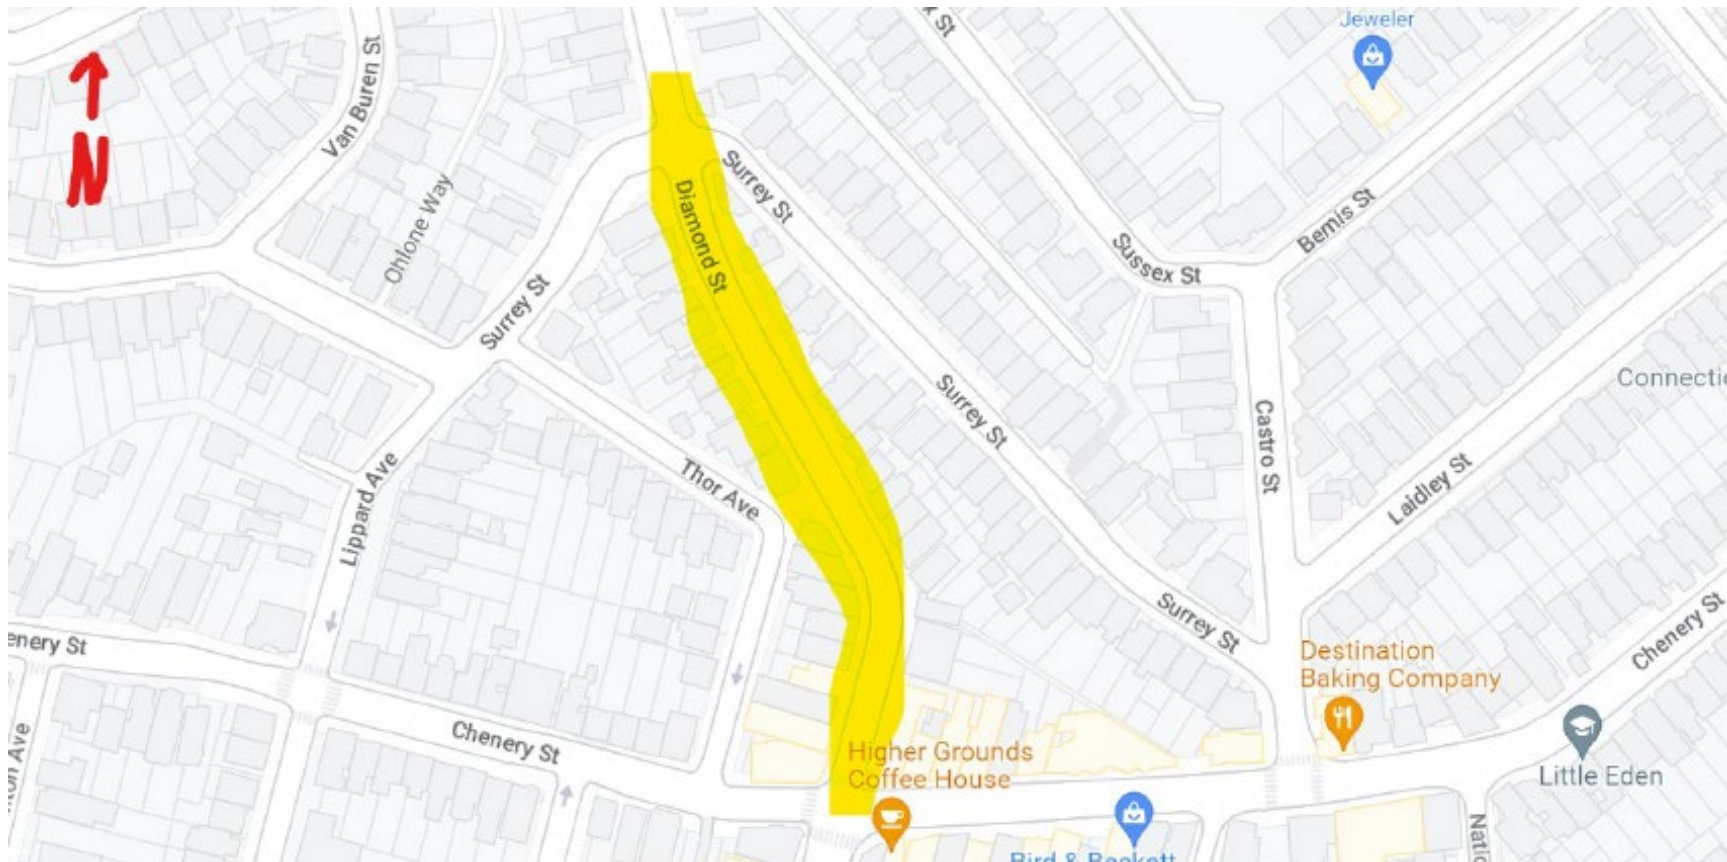 Jeweler
Van Buren St
N
Surrey St
Diamond St
Ohlone Way
Bemis St
Sussex St
Surrey St
Connecti
Surrey St
Castro St
Thor Ave
Laidley St
Lippard Ave
Surrey St
Chenery St
enery St
Destination
Baking Company
Chenery St
Higher Grounds
Coffee House
Little Eden
Bird & Beckett